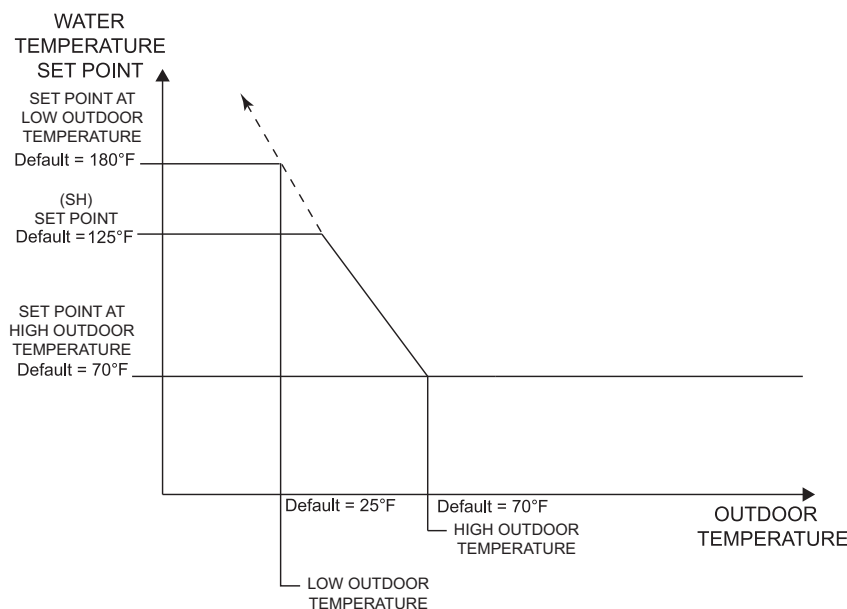 WATER
TEMPERATURE
SET POINT
SET POINT AT
LOW OUTDOOR
TEMPERATURE
Default = 180°F
(SH)
SET POINT
Default =125°F
SET POINT AT
HIGH OUTDOOR
TEMPERATURE
Default = 70°F
Default = 25°F
Default = 70°F
OUTDOOR
TEMPERATURE
HIGH OUTDOOR
TEMPERATURE
LOW OUTDOOR
TEMPERATURE